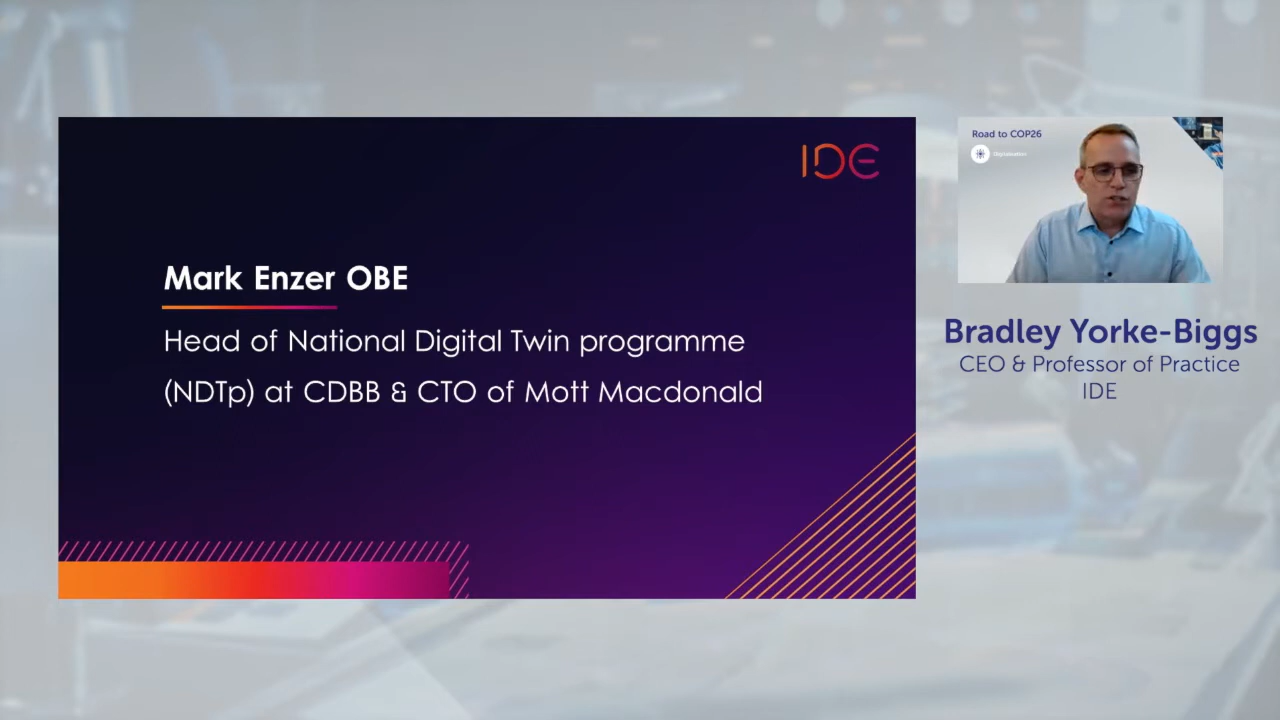 IDE
Mark Enzer OBE
Head of National Digital Twin programme
(NDTp) at CDBB & CTO of Mott Macdonald
Road to COP26
Digitalisation
Bradley Yorke-Biggs
CEO & Professor of Practice
IDE